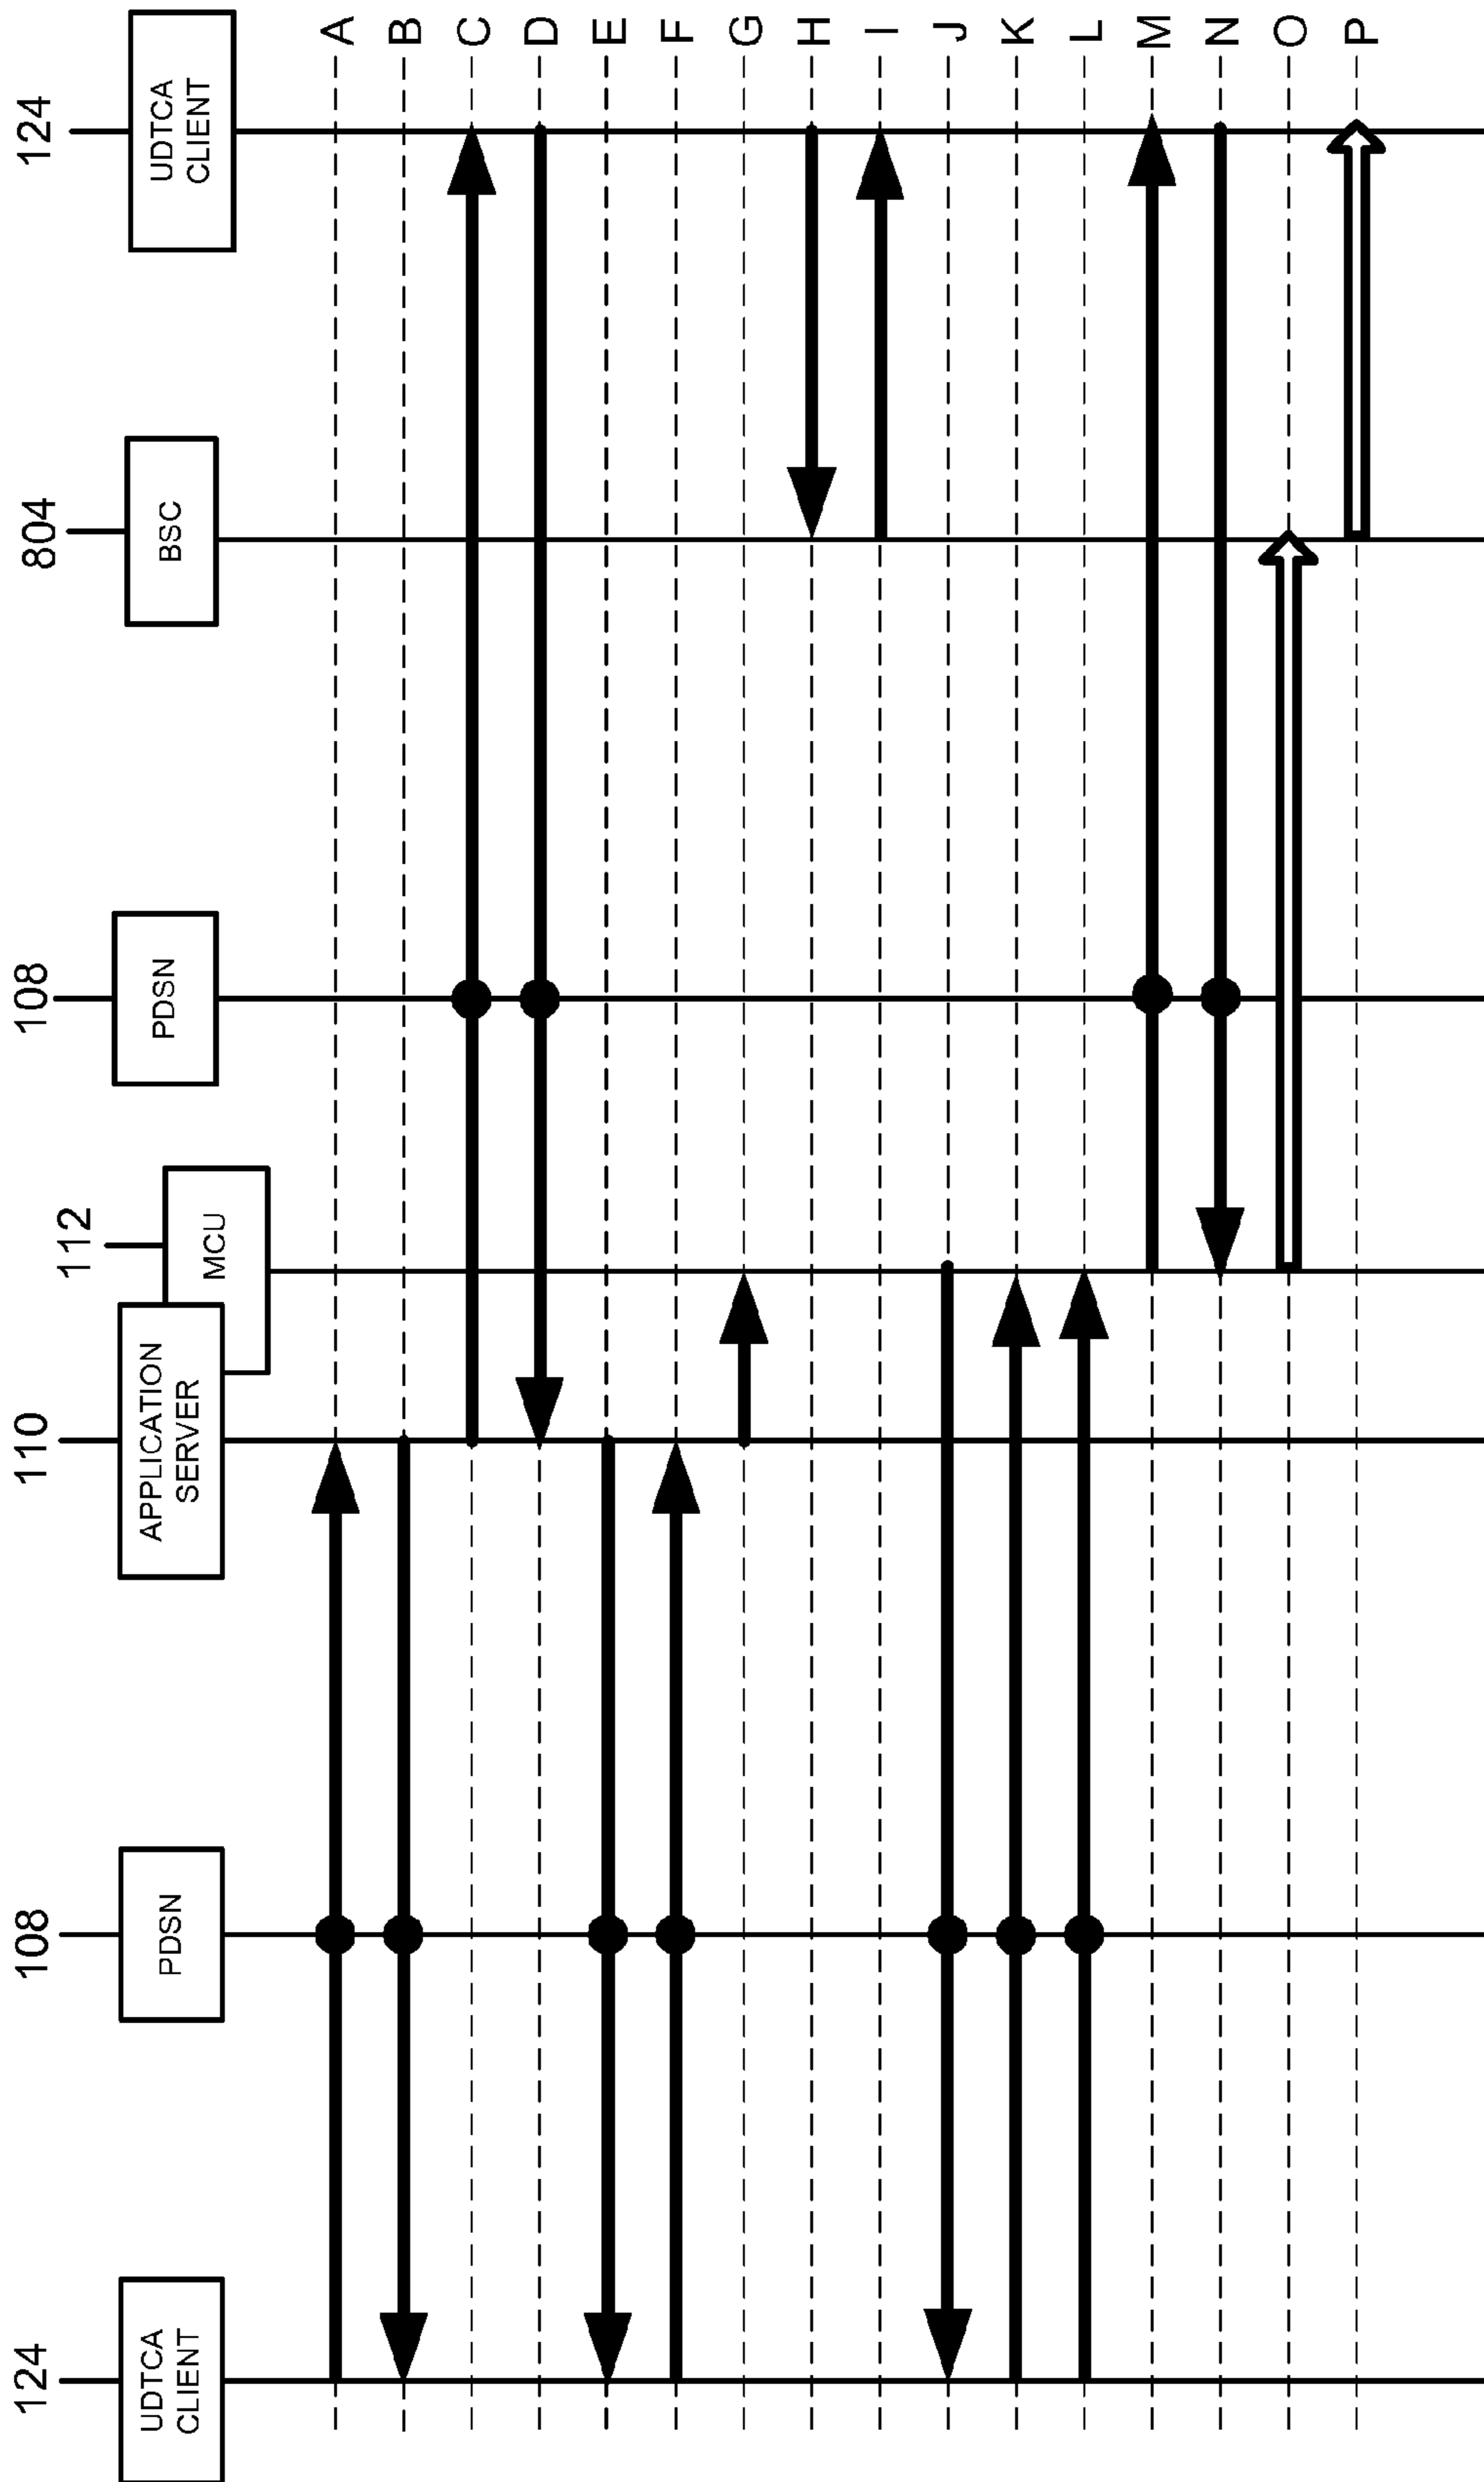 124
UDTCA
CLIENT
108
PDSN
110
APPLICATION
SERVER
112
MCU
108
PDSN
804
BSC
124
UDTCA
CLIENT
A
B
C
D
E
F
G
H
I
J
K
L
M
N
O
P